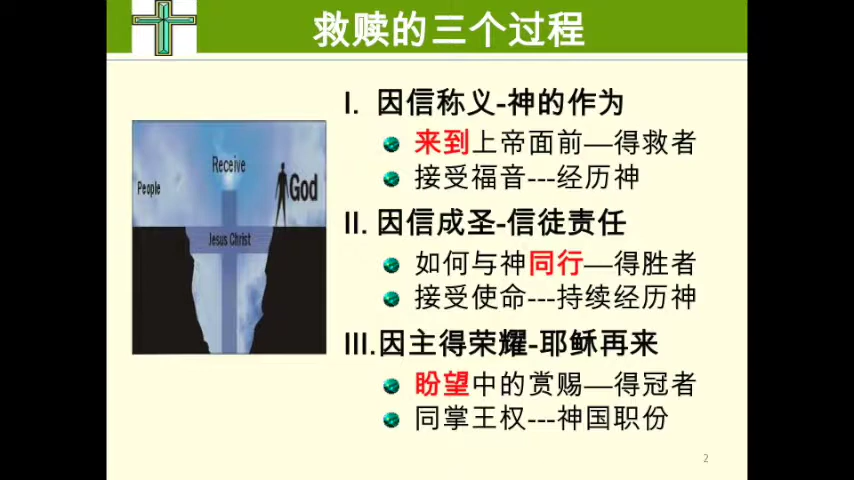 救赎的三个过程
I. 因信称义-神的作为
来到上帝面前—得救者
接受福音---经历神
II. 因信成圣-信徒责任
如何与神同行—得胜者
接受使命---持续经历神
III.因主得荣耀-耶稣再来
盼望中的赏赐—得冠者
同掌王权---神国职份
Receive
People
God
Jesus Christ
2